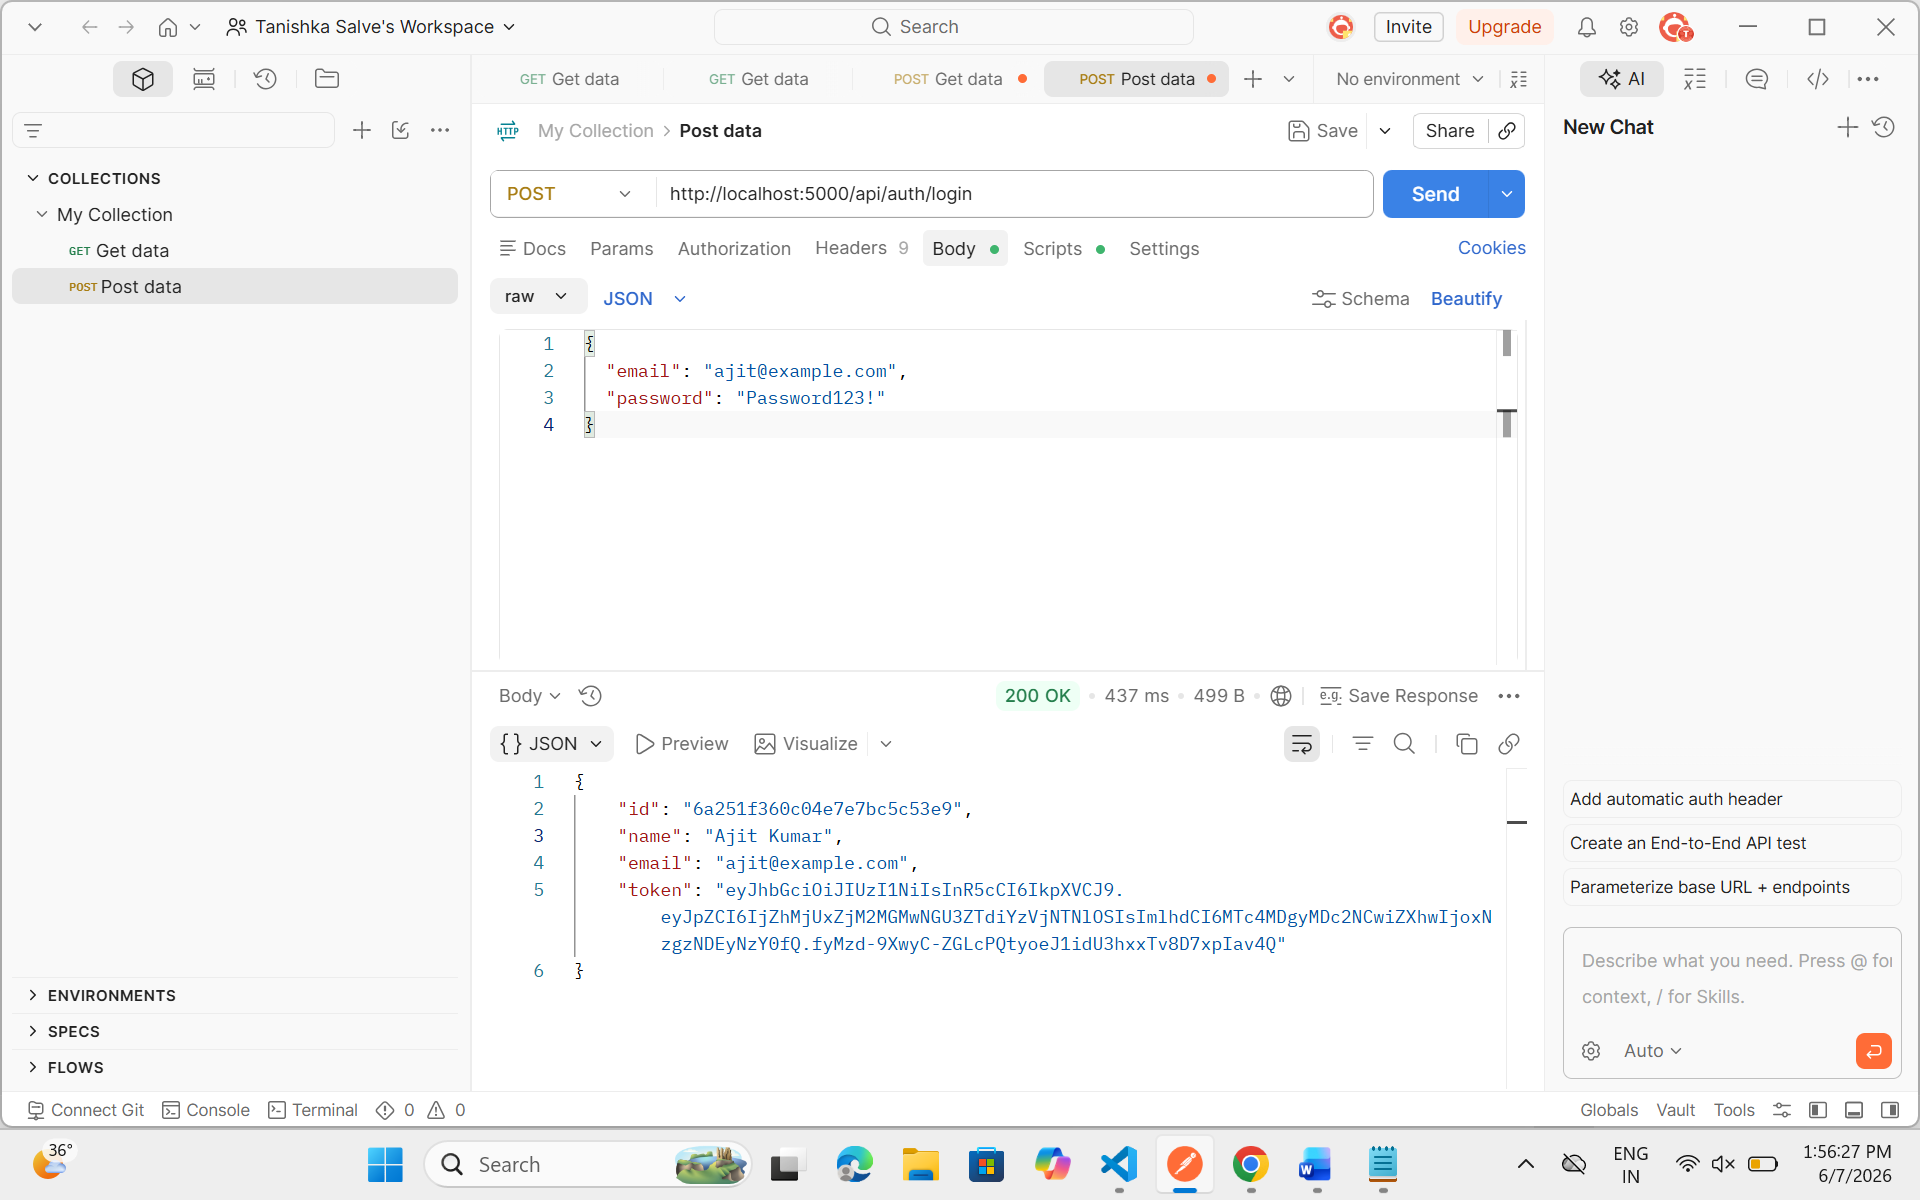 Tanishka Salve's Workspace
Search
Invite
Upgrade
GET Get data
GET Get data
POST Get data
POST Post data
No environment
AI
HTTP
My Collection > Post data
Save
Share
New Chat
COLLECTIONS
My Collection
GET Get data
POST Post data
POST
http://localhost:5000/api/auth/login
Send
Docs
Params
Authorization
Headers 9
Body
Scripts
Settings
Cookies
raw
JSON
Schema
Beautify
1 {
2 "email": "ajit@example.com",
3 "password": "Password123!"
4 }
Body
200 OK
437 ms
499 B
e.g. Save Response
{ } JSON
Preview
Visualize
1 {
2 "id": "6a251f360c04e7e7bc5c53e9",
3 "name": "Ajit Kumar",
4 "email": "ajit@example.com",
5 "token": "eyJhbGciOiJIUzI1NiIsInR5cCI6IkpXVCJ9.
eyJpZCI6IjZhMjUxZjM2MGMwNGU3ZTdiYzVjNTNlOSIsImlhdCI6MTc4MDgyMDc2NCwiZXhwIjoxN
zgzNDEyNzY0fQ.fyMzd-9XwyC-ZGLcPQtyoeJ1idU3hxxTv8D7xpIav4Q"
6 }
Add automatic auth header
Create an End-to-End API test
Parameterize base URL + endpoints
Describe what you need. Press @ for
context, / for Skills.
Auto
ENVIRONMENTS
SPECS
FLOWS
Connect Git
Console
Terminal
0
0
Globals
Vault
Tools
36°
Search
ENG
IN
1:56:27 PM
6/7/2026